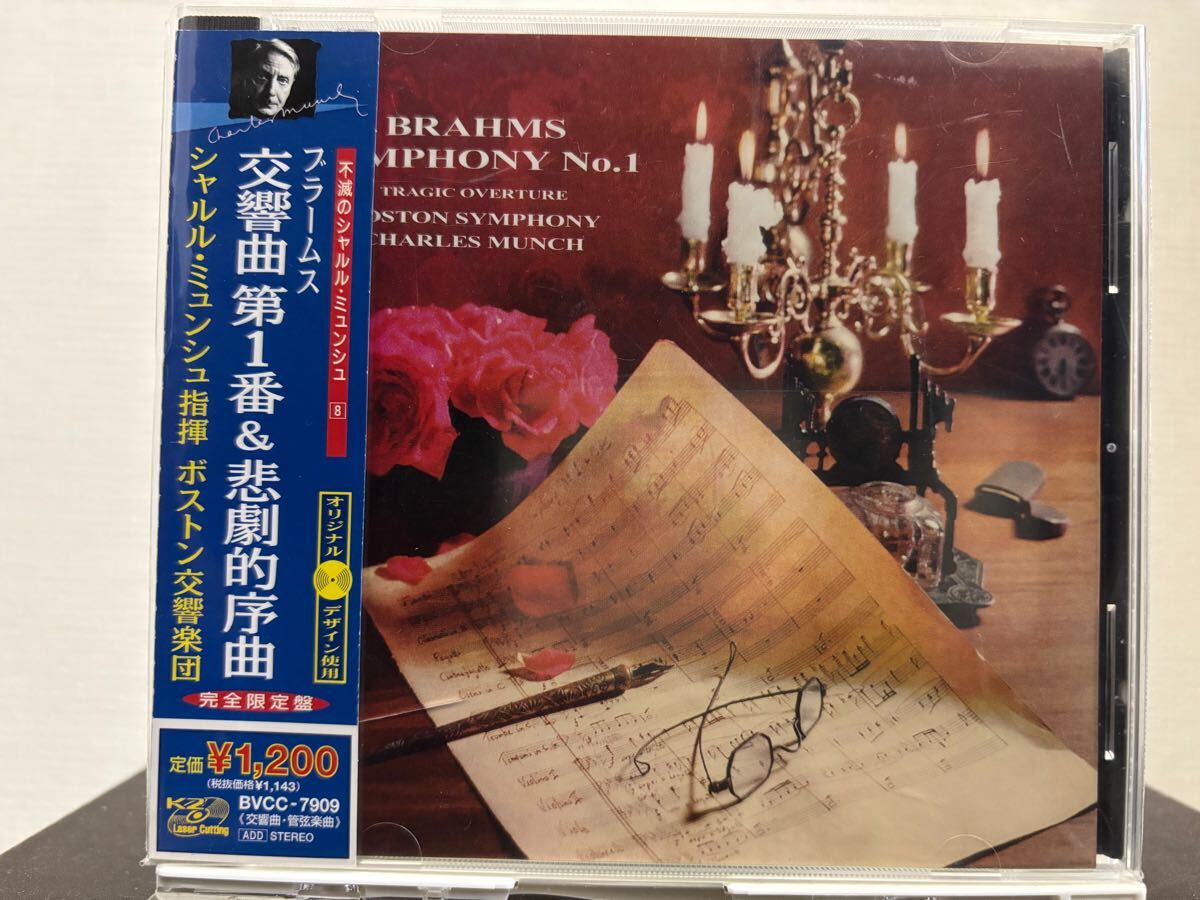 Charles Munch
不滅のシャルル・ミュンシュ 8
ブラームス
交響曲 第1番&悲劇的序曲
シャルル・ミュンシュ指揮 ボストン交響楽団
オリジナル デザイン使用
完全限定盤
定価¥1,200
(税抜価格¥1,143)
K2 Laser Cutting
BVCC-7909
《交響曲・管弦楽曲》
ADD STEREO
BRAHMS
MPHONY No.1
TRAGIC OVERTURE
OSTON SYMPHONY
CHARLES MUNCH
Violino I
Viola